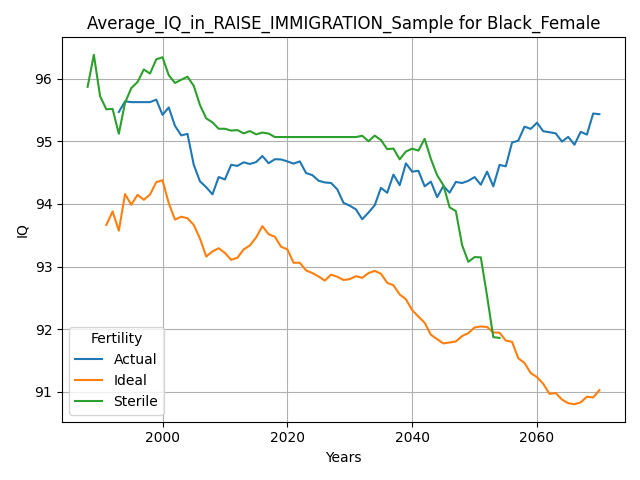 Average_IQ_in_RAISE_IMMIGRATION_Sample for Black_Female
96
95
94
93
92
91
IQ
Fertility
Actual
Ideal
Sterile
2000
2020
2040
2060
Years